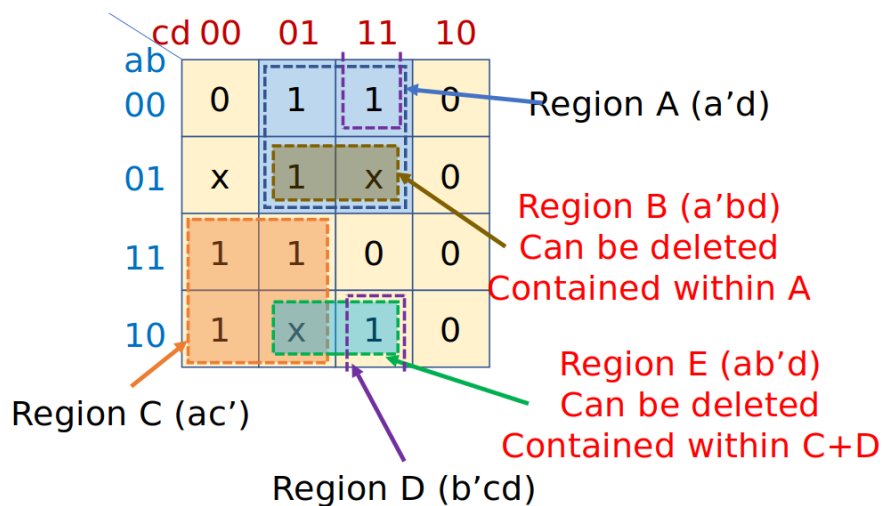 cd 00 01 11 10
ab
00 0 1 1 0
Region A (a’d)
01 x 1 x 0
Region B (a’bd)
Can be deleted
Contained within A
11 1 1 0 0
10 1 x 1 0
Region E (ab’d)
Can be deleted
Contained within C+D
Region C (ac’)
Region D (b’cd)